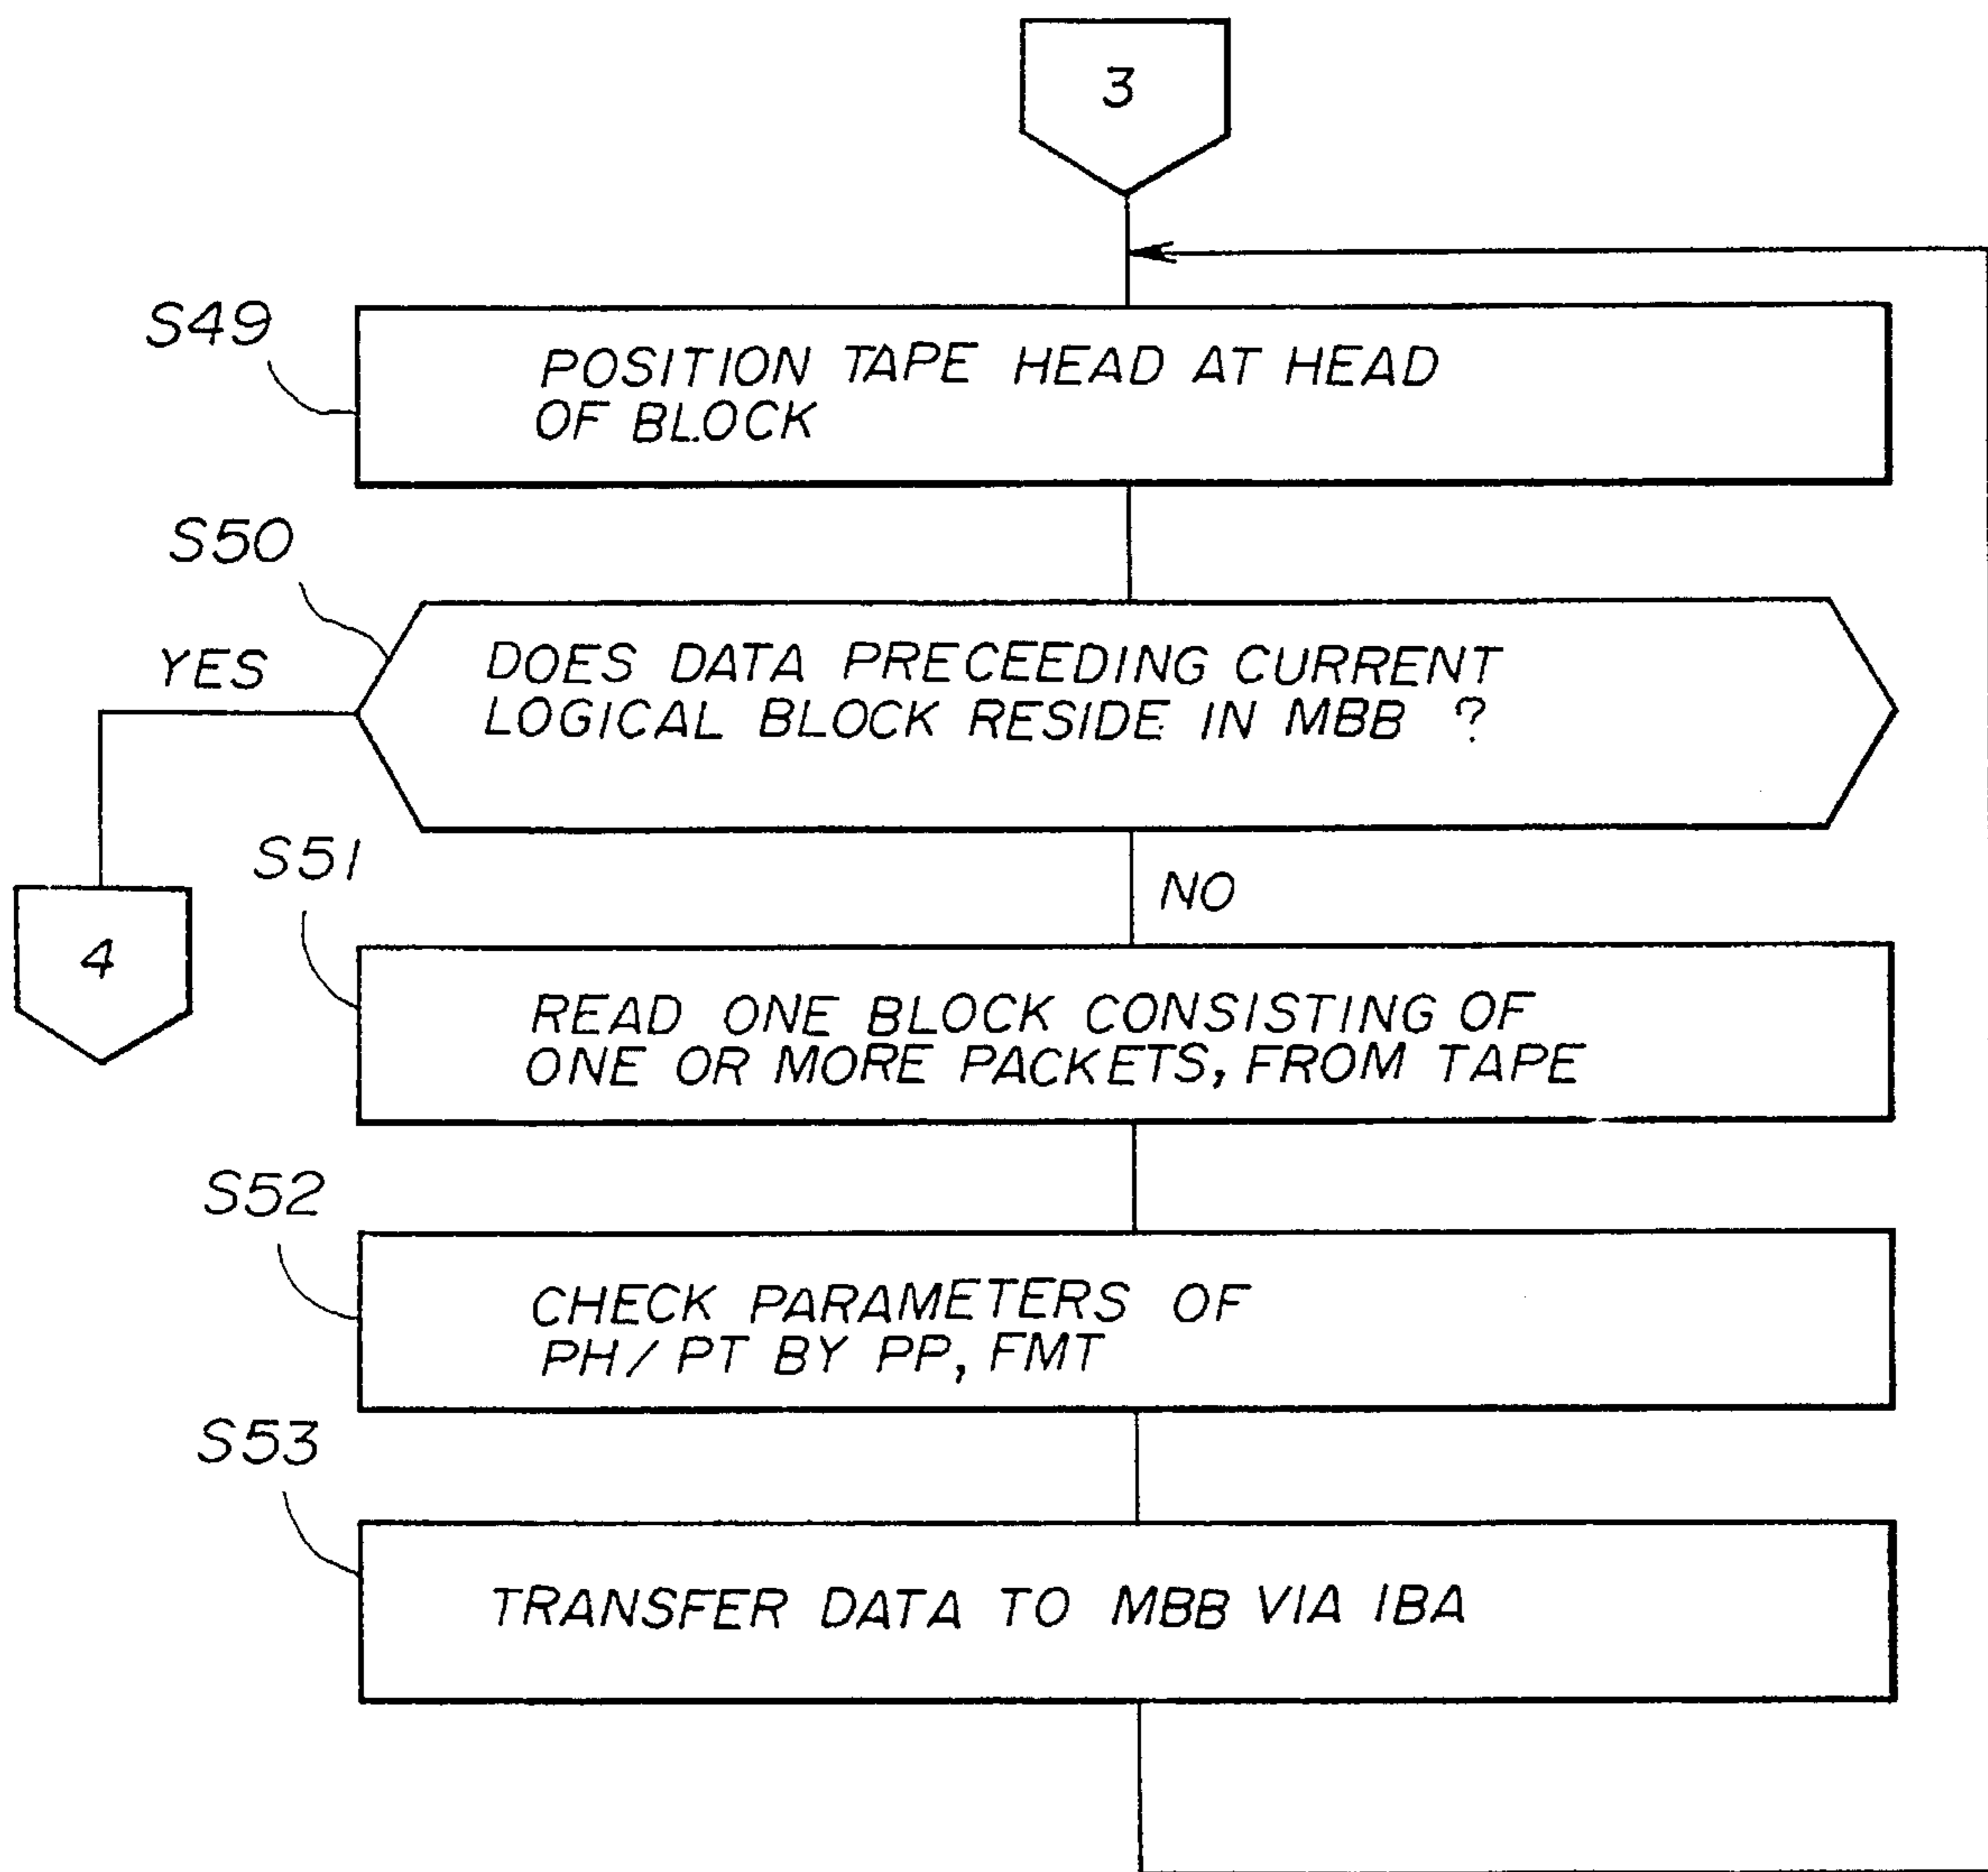 3
S49
POSITION TAPE HEAD AT HEAD
OF BLOCK
S50
YES
DOES DATA PRECEEDING CURRENT
LOGICAL BLOCK RESIDE IN MBB ?
S51
NO
4
READ ONE BLOCK CONSISTING OF
ONE OR MORE PACKETS, FROM TAPE
S52
CHECK PARAMETERS OF
PH/PT BY PP, FMT
S53
TRANSFER DATA TO MBB VIA IBA